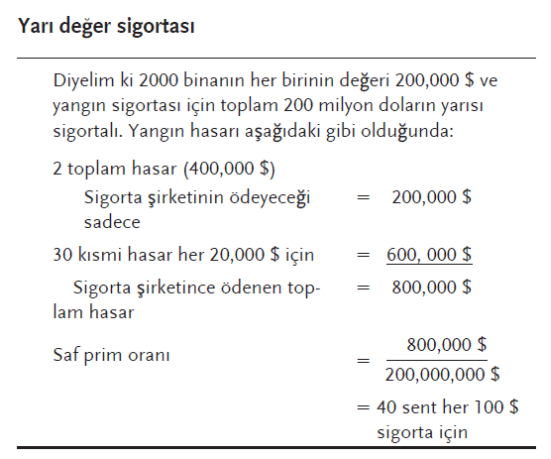 Yarı değer sigortası
Diyelim ki 2000 binanın her birinin değeri 200,000 $ ve
yangın sigortası için toplam 200 milyon doların yarısı
sigortalı. Yangın hasarı aşağıdaki gibi olduğunda:
2 toplam hasar (400,000 $)
Sigorta şirketinin ödeyeceği = 200,000 $
sadece
30 kısmi hasar her 20,000 $ için = 600, 000 $
Sigorta şirketince ödenen top- = 800,000 $
lam hasar
Saf prim oranı = 800,000 $
200,000,000 $
= 40 sent her 100 $
sigorta için